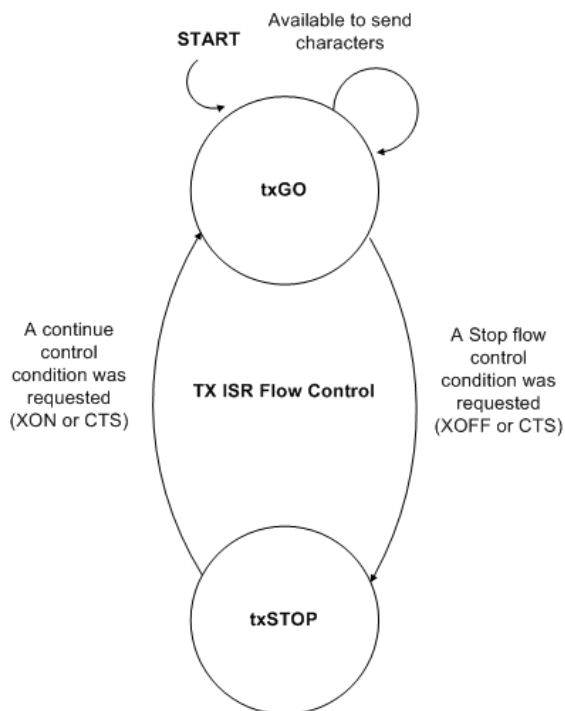 START
Available to send
characters
txGO
A continue
control
condition was
requested
(XON or CTS)
TX ISR Flow Control
A Stop flow
control
condition was
requested
(XOFF or CTS)
txSTOP